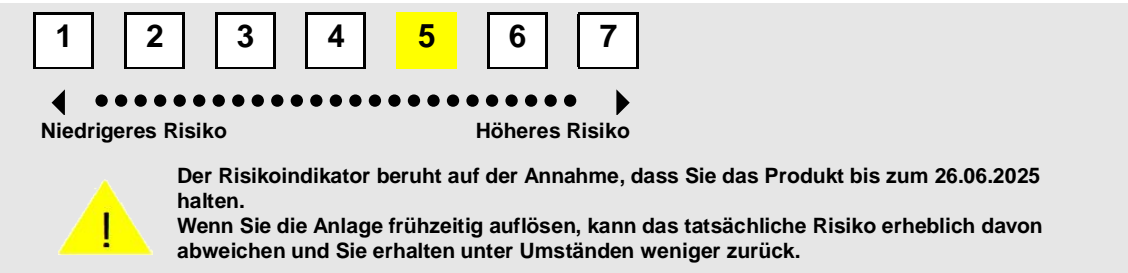 1 2 3 4 5 6 7
Niedrigeres Risiko Höheres Risiko
Der Risikoindikator beruht auf der Annahme, dass Sie das Produkt bis zum 26.06.2025
halten.
Wenn Sie die Anlage frühzeitig auflösen, kann das tatsächliche Risiko erheblich davon
abweichen und Sie erhalten unter Umständen weniger zurück.
!